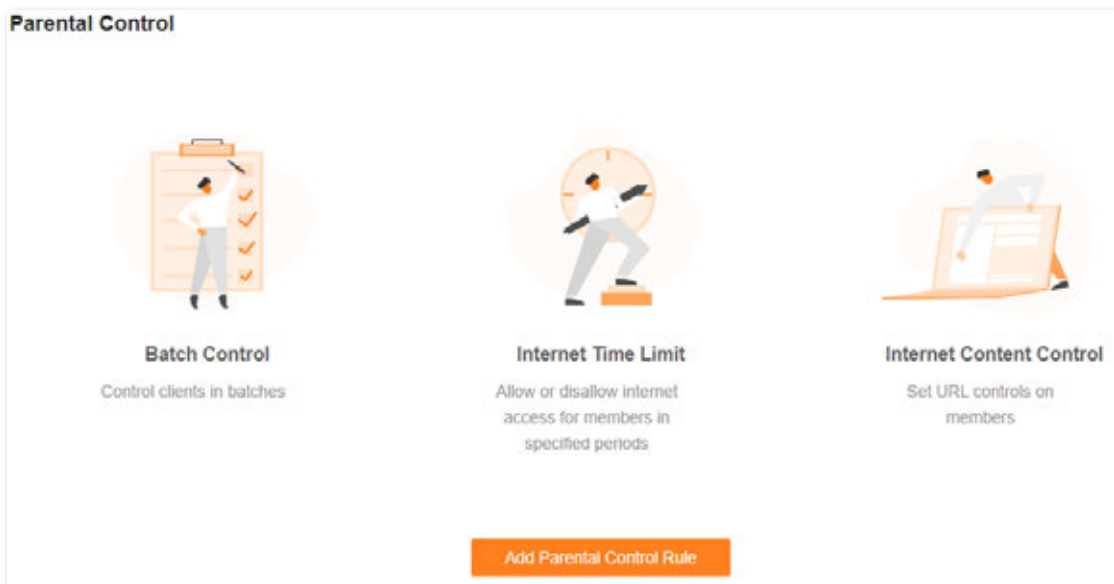 Parental Control
Batch Control
Control clients in batches
Internet Time Limit
Allow or disallow internet
access for members in
specified periods
Internet Content Control
Set URL controls on
members
Add Parental Control Rule